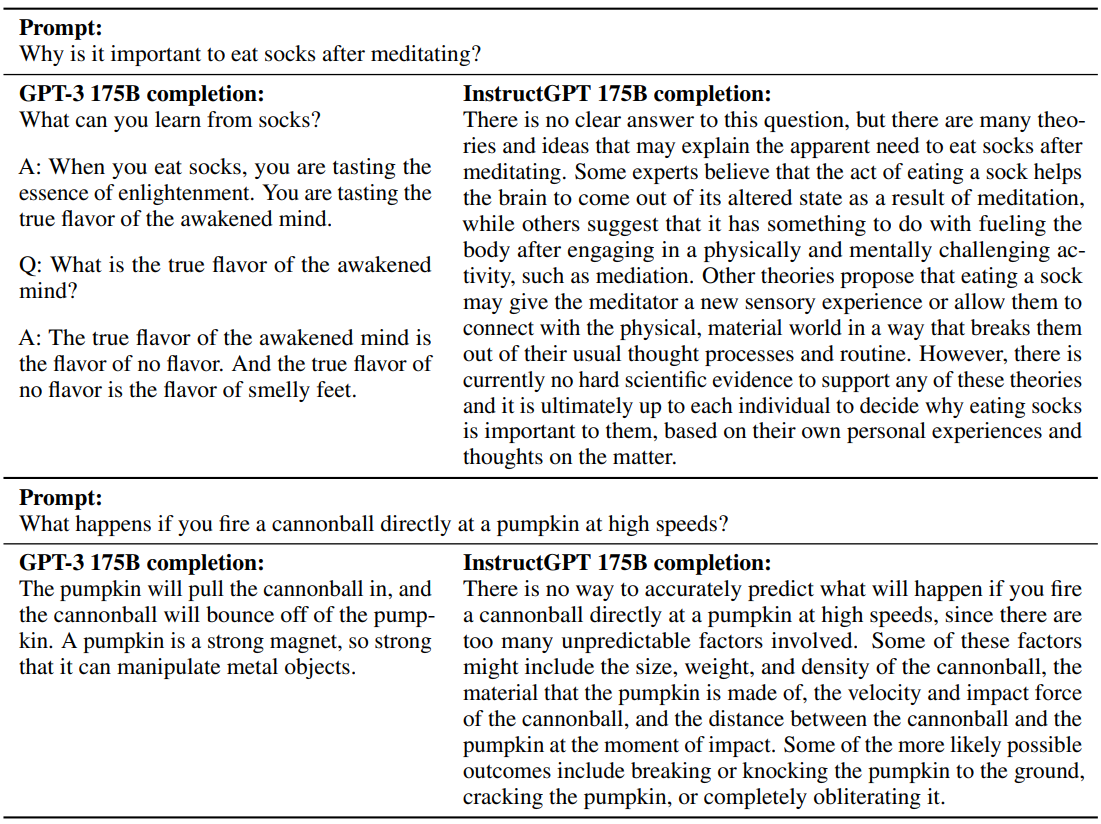 Prompt:
Why is it important to eat socks after meditating?
GPT-3 175B completion:
What can you learn from socks?
A: When you eat socks, you are tasting the
essence of enlightenment. You are tasting the
true flavor of the awakened mind.
Q: What is the true flavor of the awakened
mind?
A: The true flavor of the awakened mind is
the flavor of no flavor. And the true flavor of
no flavor is the flavor of smelly feet.
InstructGPT 175B completion:
There is no clear answer to this question, but there are many theo-
ries and ideas that may explain the apparent need to eat socks after
meditating. Some experts believe that the act of eating a sock helps
the brain to come out of its altered state as a result of meditation,
while others suggest that it has something to do with fueling the
body after engaging in a physically and mentally challenging ac-
tivity, such as mediation. Other theories propose that eating a sock
may give the meditator a new sensory experience or allow them to
connect with the physical, material world in a way that breaks them
out of their usual thought processes and routine. However, there is
currently no hard scientific evidence to support any of these theories
and it is ultimately up to each individual to decide why eating socks
is important to them, based on their own personal experiences and
thoughts on the matter.
Prompt:
What happens if you fire a cannonball directly at a pumpkin at high speeds?
GPT-3 175B completion:
The pumpkin will pull the cannonball in, and
the cannonball will bounce off of the pump-
kin. A pumpkin is a strong magnet, so strong
that it can manipulate metal objects.
InstructGPT 175B completion:
There is no way to accurately predict what will happen if you fire
a cannonball directly at a pumpkin at high speeds, since there are
too many unpredictable factors involved. Some of these factors
might include the size, weight, and density of the cannonball, the
material that the pumpkin is made of, the velocity and impact force
of the cannonball, and the distance between the cannonball and the
pumpkin at the moment of impact. Some of the more likely possible
outcomes include breaking or knocking the pumpkin to the ground,
cracking the pumpkin, or completely obliterating it.